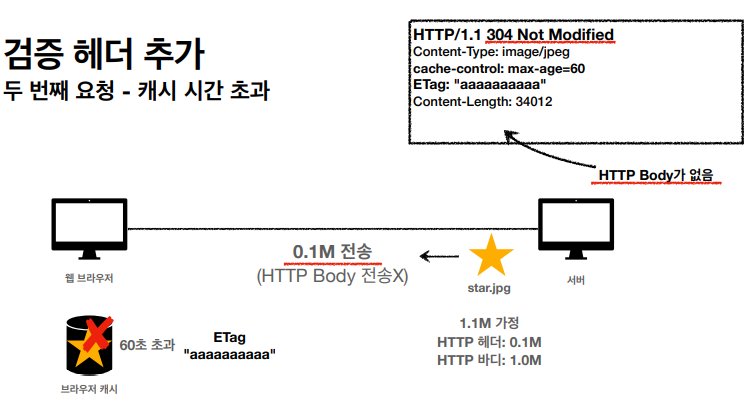 검증 헤더 추가
두 번째 요청 - 캐시 시간 초과
HTTP/1.1 304 Not Modified
Content-Type: image/jpeg
cache-control: max-age=60
ETag: "aaaaaaaaaa"
Content-Length: 34012
HTTP Body가 없음
0.1M 전송
(HTTP Body 전송X)
star.jpg
웹 브라우저
서버
1.1M 가정
HTTP 헤더: 0.1M
HTTP 바디: 1.0M
60초 초과
ETag
"aaaaaaaaaa"
브라우저 캐시